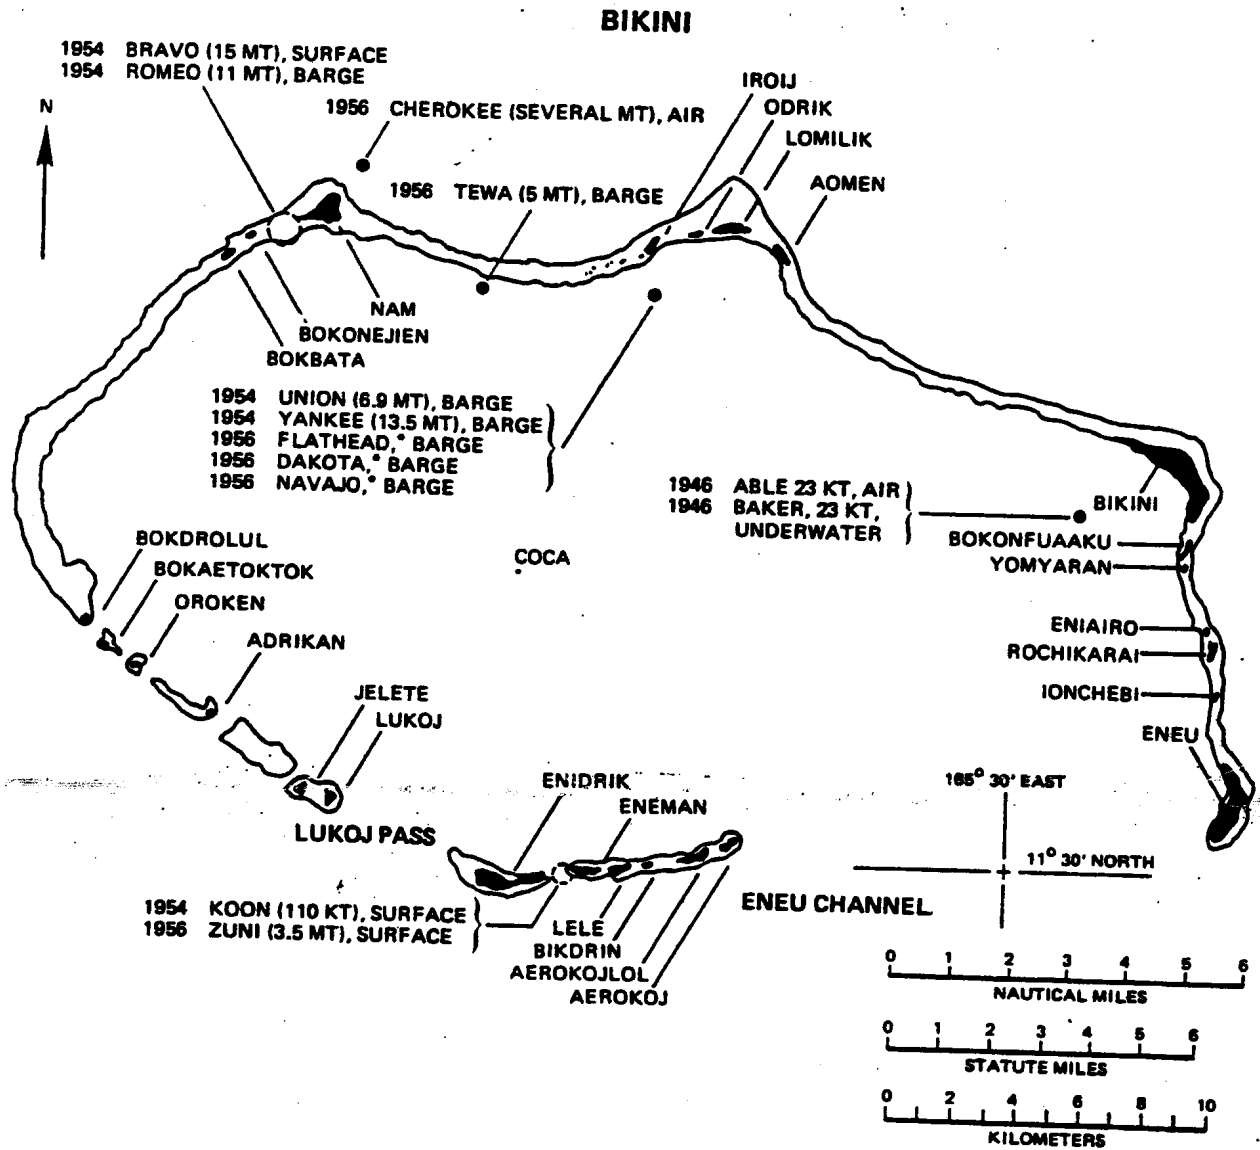 BIKINI
1954 BRAVO (15 MT), SURFACE
1954 ROMEO (11 MT), BARGE
N
1956 CHEROKEE (SEVERAL MT), AIR
IROIJ
ODRIK
LOMILIK
AOMEN
1956 TEWA (5 MT), BARGE
NAM
BOKONEJIEN
BOKBATA
1954 UNION (6.9 MT), BARGE
1954 YANKEE (13.5 MT), BARGE
1956 FLATHEAD,* BARGE
1956 DAKOTA,* BARGE
1956 NAVAJO,* BARGE
1946 ABLE 23 KT, AIR
1946 BAKER, 23 KT,
UNDERWATER
BIKINI
BOKONFUAAKU
YOMYARAN
COCA
BOKDROLUL
BOKAETOKTOK
OROKEN
ADRIKAN
ENIAIRO
ROCHIKARAI
IONCHEBI
ENEU
JELETE
LUKOJ
LUKOJ PASS
ENIDRIK
ENEMAN
165° 30' EAST
11° 30' NORTH
ENEU CHANNEL
1954 KOON (110 KT), SURFACE
1956 ZUNI (3.5 MT), SURFACE
LELE
BIKDRIN
AEROKOJLOL
AEROKOJ
0 1 2 3 4 5 6
NAUTICAL MILES
0 1 2 3 4 5 6
STATUTE MILES
0 2 4 6 8 10
KILOMETERS